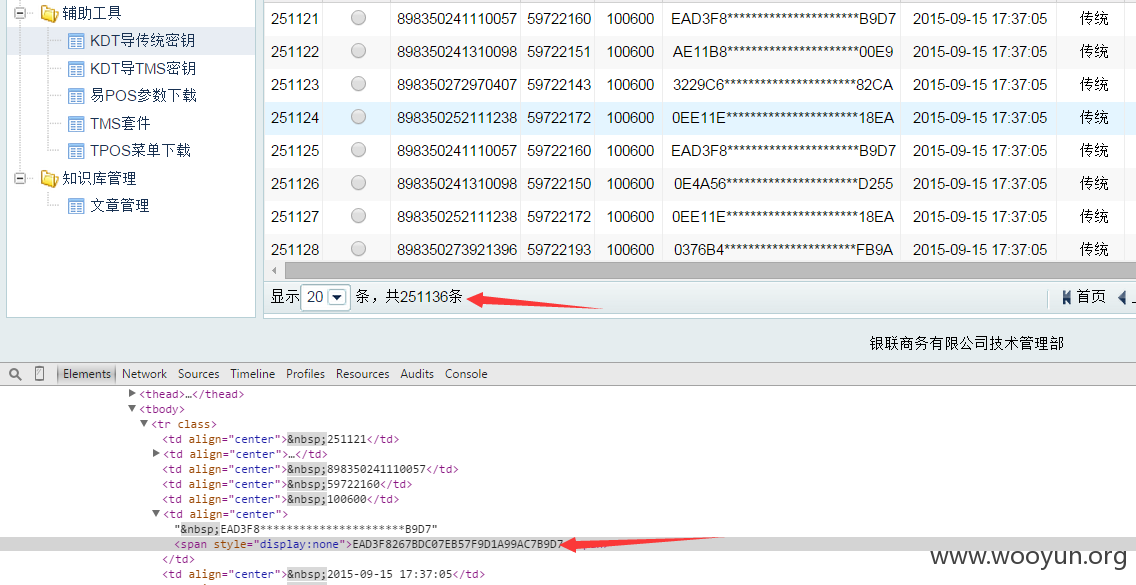 辅助工具
KDT导传统密钥
KDT导TMS密钥
易POS参数下载
TMS套件
TPOS菜单下载
知识库管理
文章管理
251121 898350241110057 59722160 100600 EAD3F8**********************B9D7 2015-09-15 17:37:05 传统
251122 898350241310098 59722151 100600 AE11B8**********************00E9 2015-09-15 17:37:05 传统
251123 898350272970407 59722143 100600 3229C6**********************82CA 2015-09-15 17:37:05 传统
251124 898350252111238 59722172 100600 0EE11E**********************18EA 2015-09-15 17:37:05 传统
251125 898350241110057 59722160 100600 EAD3F8**********************B9D7 2015-09-15 17:37:05 传统
251126 898350241310098 59722150 100600 0E4A56**********************D255 2015-09-15 17:37:05 传统
251127 898350252111238 59722172 100600 0EE11E**********************18EA 2015-09-15 17:37:05 传统
251128 898350273921396 59722193 100600 0376B4**********************FB9A 2015-09-15 17:37:05 传统
显示 20 条，共251136条 首页
银联商务有限公司技术管理部
Elements Network Sources Timeline Profiles Resources Audits Console
<thead>…</thead>
<tbody>
<tr class>
<td align="center">&nbsp;251121</td>
<td align="center">…</td>
<td align="center">&nbsp;898350241110057</td>
<td align="center">&nbsp;59722160</td>
<td align="center">&nbsp;100600</td>
<td align="center">
"&nbsp;EAD3F8**********************B9D7"
<span style="display:none">EAD3F8267BDC07EB57F9D1A99AC7B9D7
</td>
<td align="center">&nbsp;2015-09-15 17:37:05</td>
www.wooyun.org